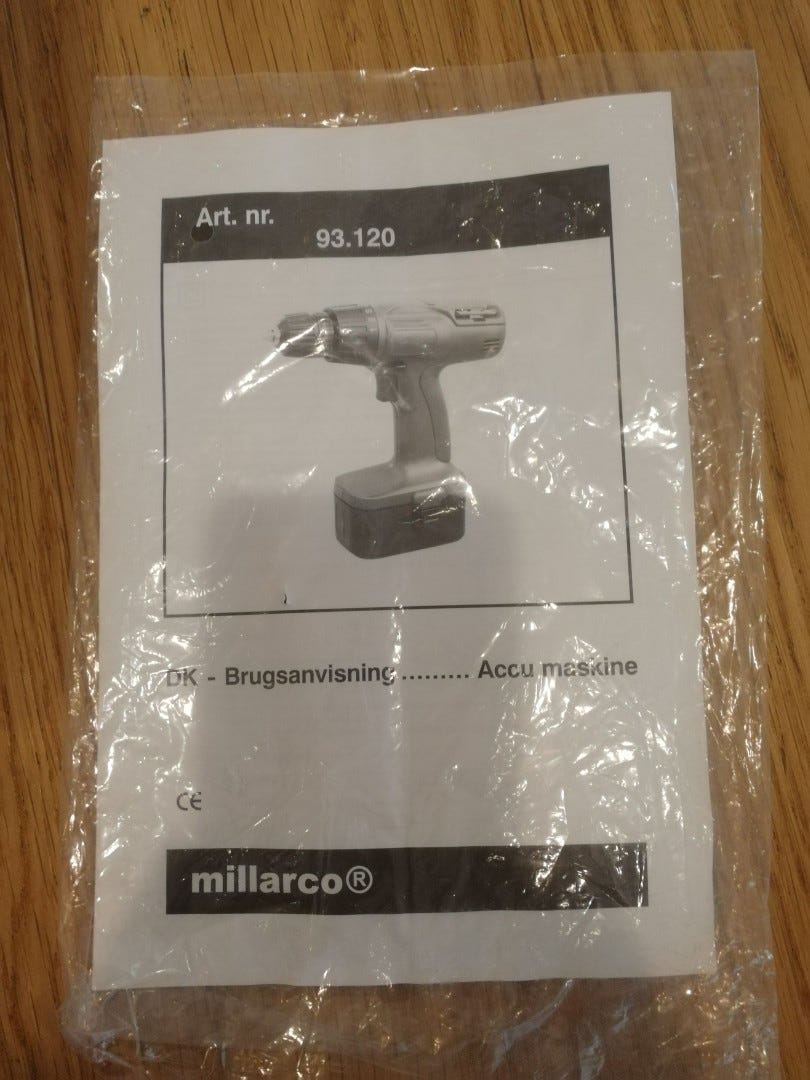 Art. nr.
93.120
DK - Brugsanvisning ......... Accu maskine
CE
millarco®